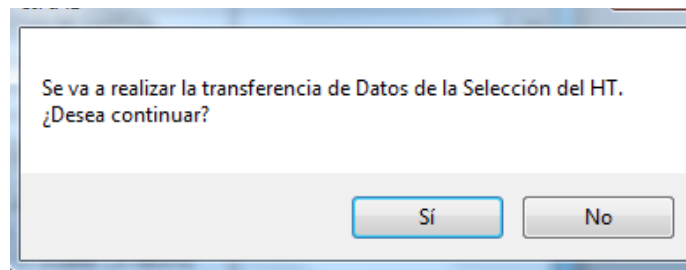 Se va a realizar la transferencia de Datos de la Selección del HT.
¿Desea continuar?
Sí
No